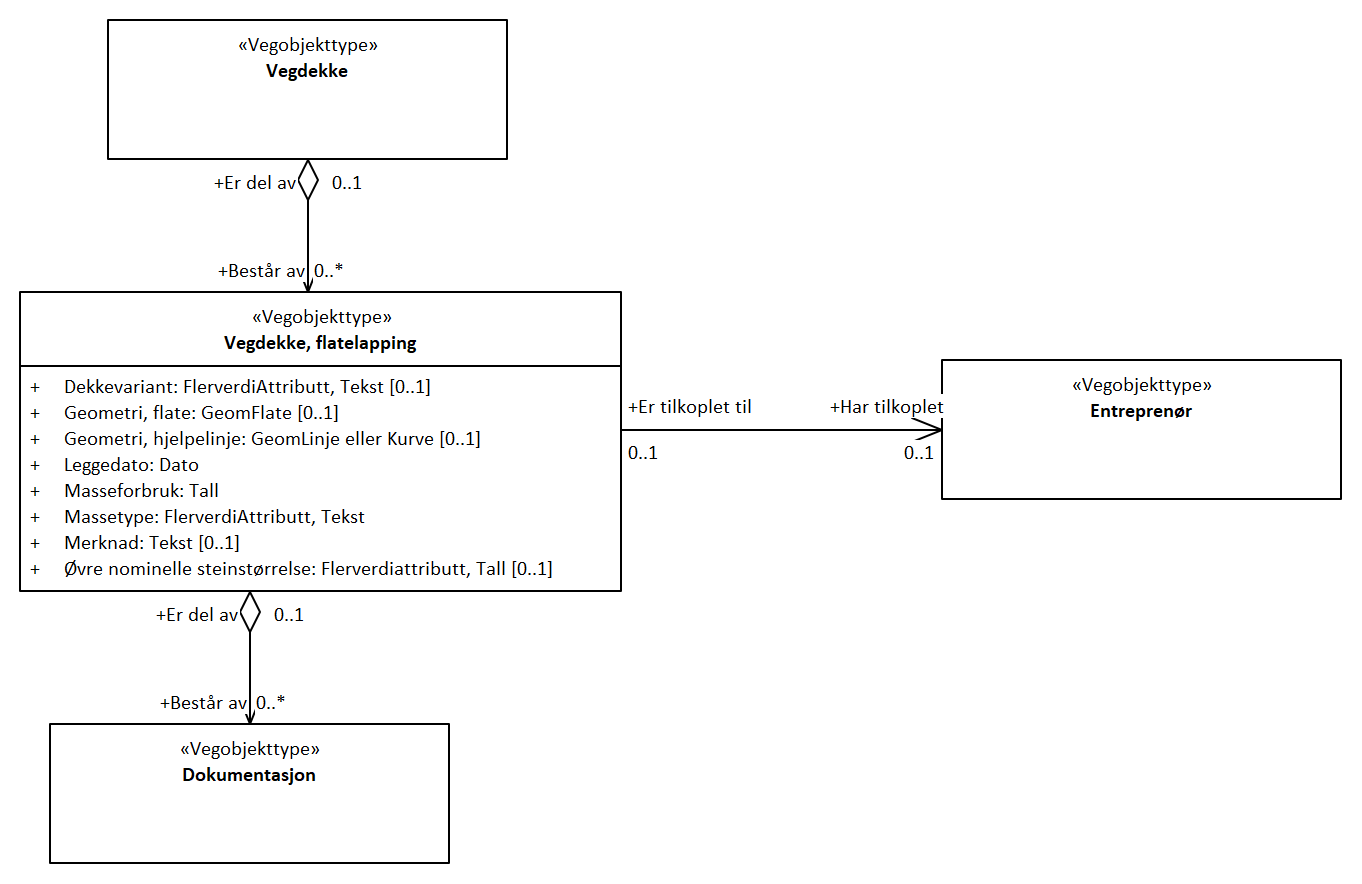 «Vegobjekttype»
Vegdekke
+Er del av 0..1
+Består av 0..*
«Vegobjekttype»
Vegdekke, flatelapping
+ Dekkevariant: FlerverdiAttributt, Tekst [0..1]
+ Geometri, flate: GeomFlate [0..1]
+ Geometri, hjelpelinje: GeomLinje eller Kurve [0..1]
+ Leggedato: Dato
+ Masseforbruk: Tall
+ Massetype: FlerverdiAttributt, Tekst
+ Merknad: Tekst [0..1]
+ Øvre nominelle steinstørrelse: Flerverdiattributt, Tall [0..1]
+Er tilkoplet til +Har tilkoplet
0..1 0..1
«Vegobjekttype»
Entreprenør
+Er del av 0..1
+Består av 0..*
«Vegobjekttype»
Dokumentasjon